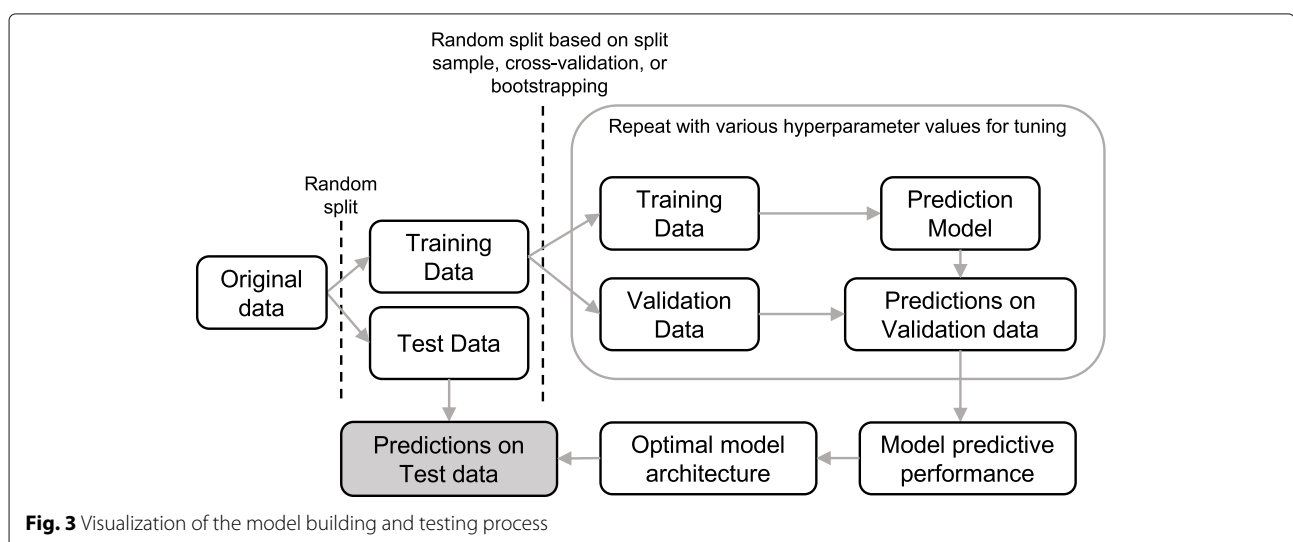 Random split based on split
sample, cross-validation, or
bootstrapping
Repeat with various hyperparameter values for tuning
Random
split
Training
Data
Prediction
Model
Training
Data
Original
data
Validation
Data
Predictions on
Validation data
Test Data
Predictions on
Test data
Optimal model
architecture
Model predictive
performance
Fig. 3 Visualization of the model building and testing process